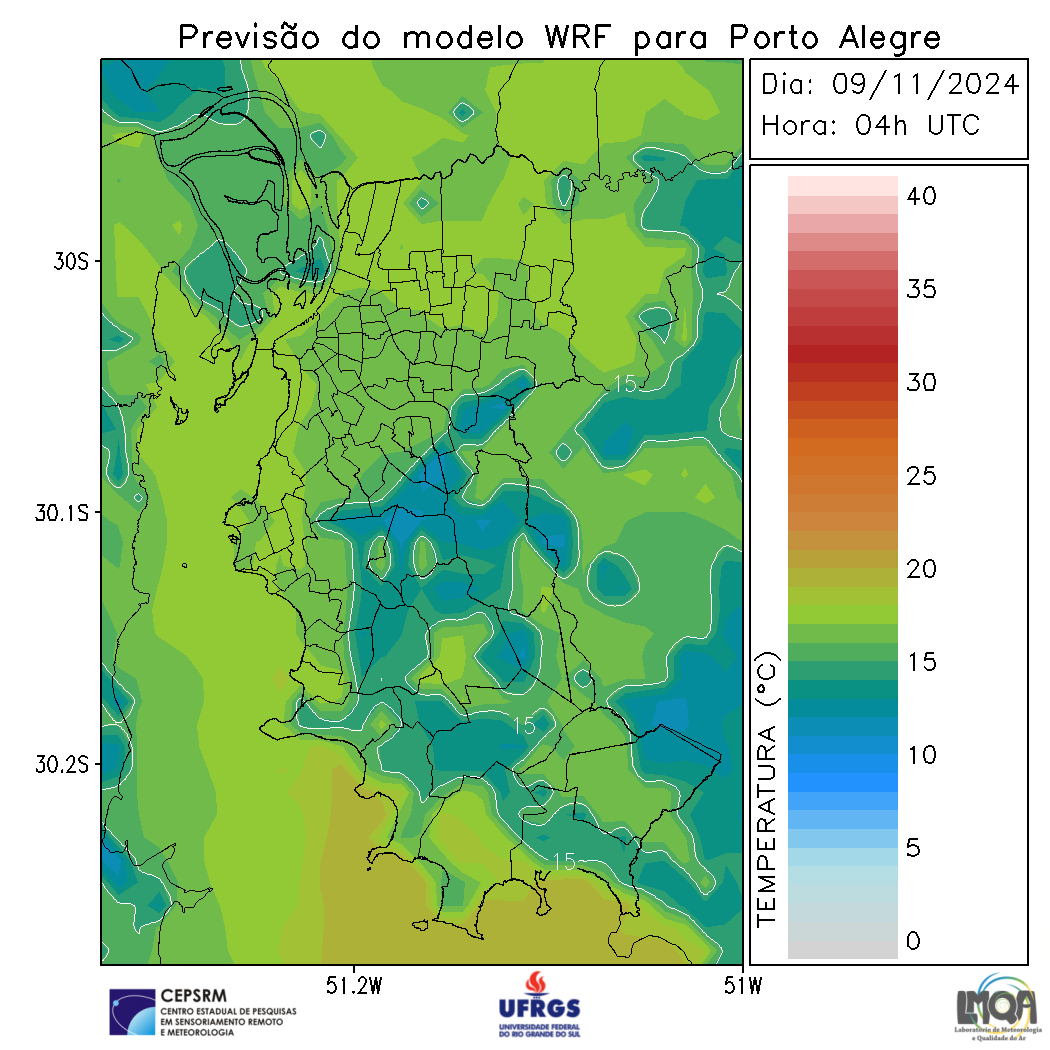 Previsão do modelo WRF para Porto Alegre
Dia: 09/11/2024
Hora: 04h UTC
40
35
30
25
20
15
10
5
0
TEMPERATURA (°C)
30S
30.1S
30.2S
51.2W
51W
15
15
15
CEPSRM
CENTRO ESTADUAL DE PESQUISAS
EM SENSORIAMENTO REMOTO
E METEOROLOGIA
UFRGS
UNIVERSIDADE FEDERAL
DO RIO GRANDE DO SUL
LMQA
Laboratório de Meteorologia
e Qualidade do Ar